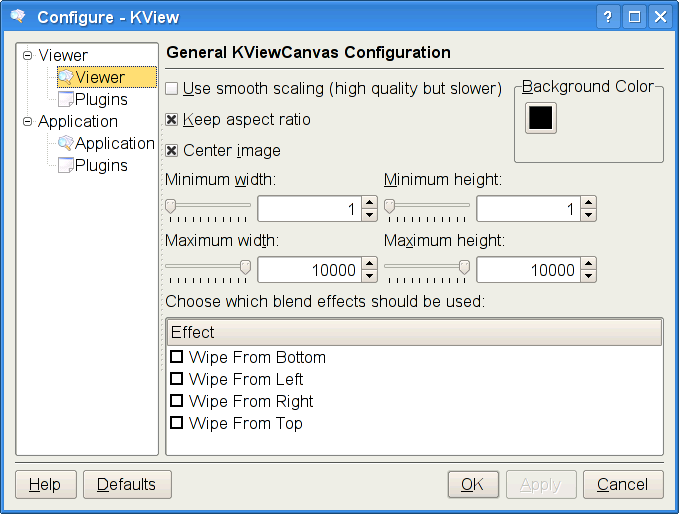 Configure - KView
Viewer
Viewer
Plugins
Application
Application
Plugins
General KViewCanvas Configuration
Use smooth scaling (high quality but slower)
Keep aspect ratio
Center image
Background Color
Minimum width:
Minimum height:
1
1
Maximum width:
Maximum height:
10000
10000
Choose which blend effects should be used:
Effect
Wipe From Bottom
Wipe From Left
Wipe From Right
Wipe From Top
Help
Defaults
OK
Apply
Cancel